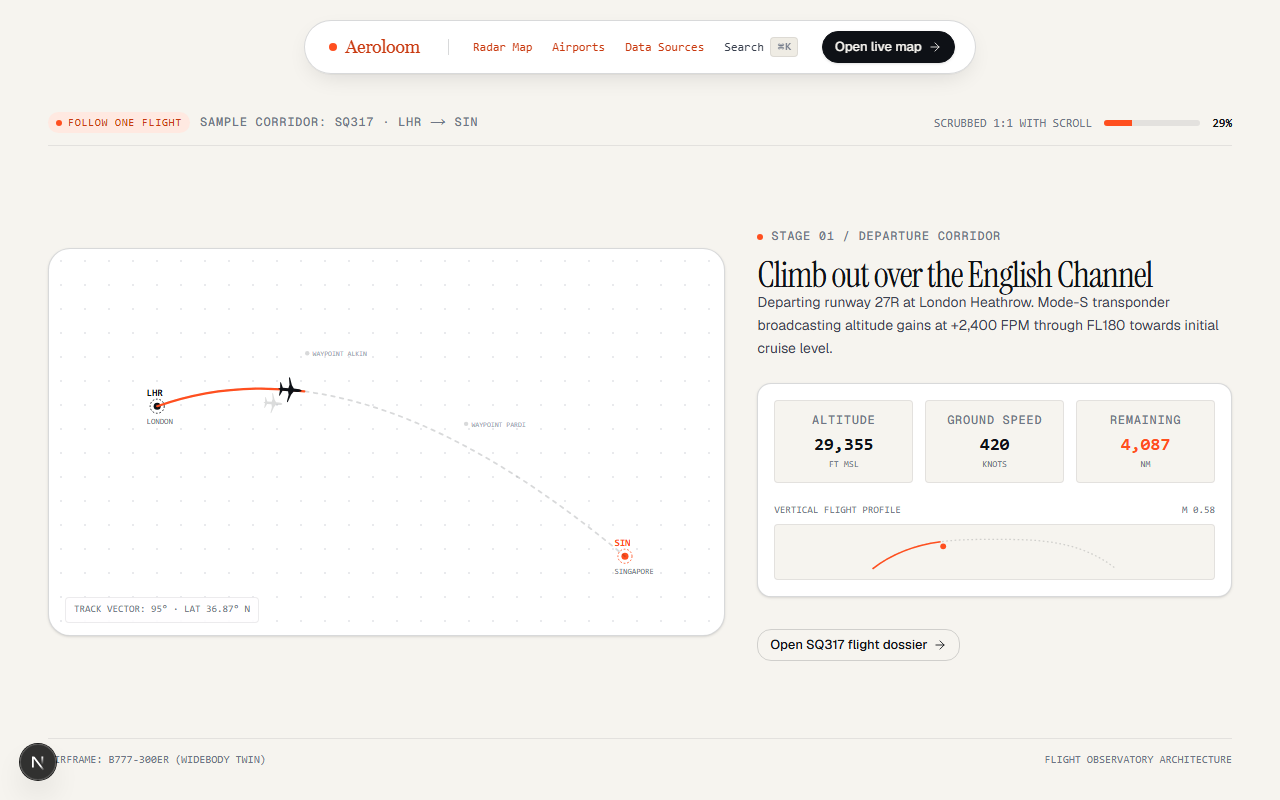 Aeroloom
Radar Map
Airports
Data Sources
Search ⌘K
Open live map →
FOLLOW ONE FLIGHT
SAMPLE CORRIDOR: SQ317 · LHR → SIN
SCRUBBED 1:1 WITH SCROLL
29%
STAGE 01 / DEPARTURE CORRIDOR
Climb out over the English Channel
Departing runway 27R at London Heathrow. Mode-S transponder
broadcasting altitude gains at +2,400 FPM through FL180 towards initial
cruise level.
WAYPOINT ALKIN
LHR
LONDON
WAYPOINT PARDI
SIN
SINGAPORE
TRACK VECTOR: 95° · LAT 36.87° N
ALTITUDE
29,355
FT MSL
GROUND SPEED
420
KNOTS
REMAINING
4,087
NM
VERTICAL FLIGHT PROFILE
M 0.58
Open SQ317 flight dossier →
N
IRFRAME: B777-300ER (WIDEBODY TWIN)
FLIGHT OBSERVATORY ARCHITECTURE